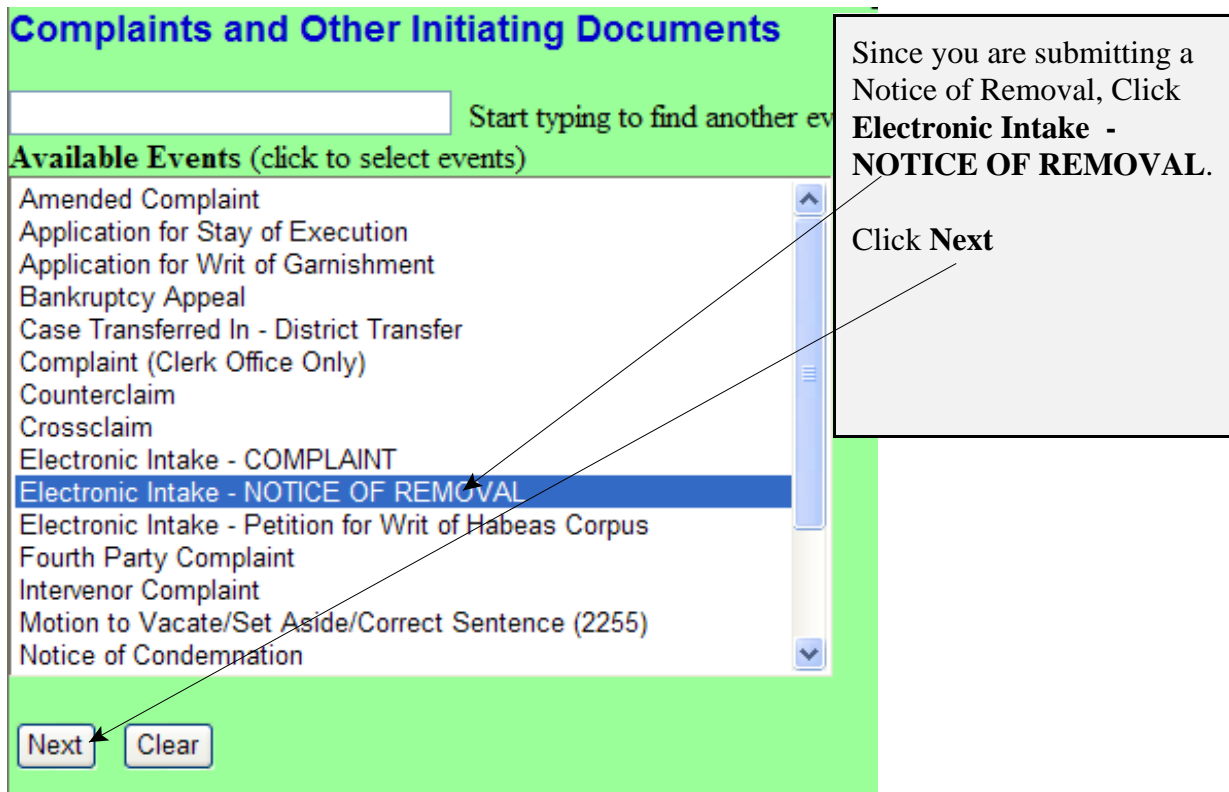 Complaints and Other Initiating Documents
Start typing to find another ev
Available Events (click to select events)
Amended Complaint
Application for Stay of Execution
Application for Writ of Garnishment
Bankruptcy Appeal
Case Transferred In - District Transfer
Complaint (Clerk Office Only)
Counterclaim
Crossclaim
Electronic Intake - COMPLAINT
Electronic Intake - NOTICE OF REMOVAL
Electronic Intake - Petition for Writ of Habeas Corpus
Fourth Party Complaint
Intervenor Complaint
Motion to Vacate/Set Aside/Correct Sentence (2255)
Notice of Condemnation
Next
Clear
Since you are submitting a
Notice of Removal, Click
Electronic Intake -
NOTICE OF REMOVAL.
Click Next